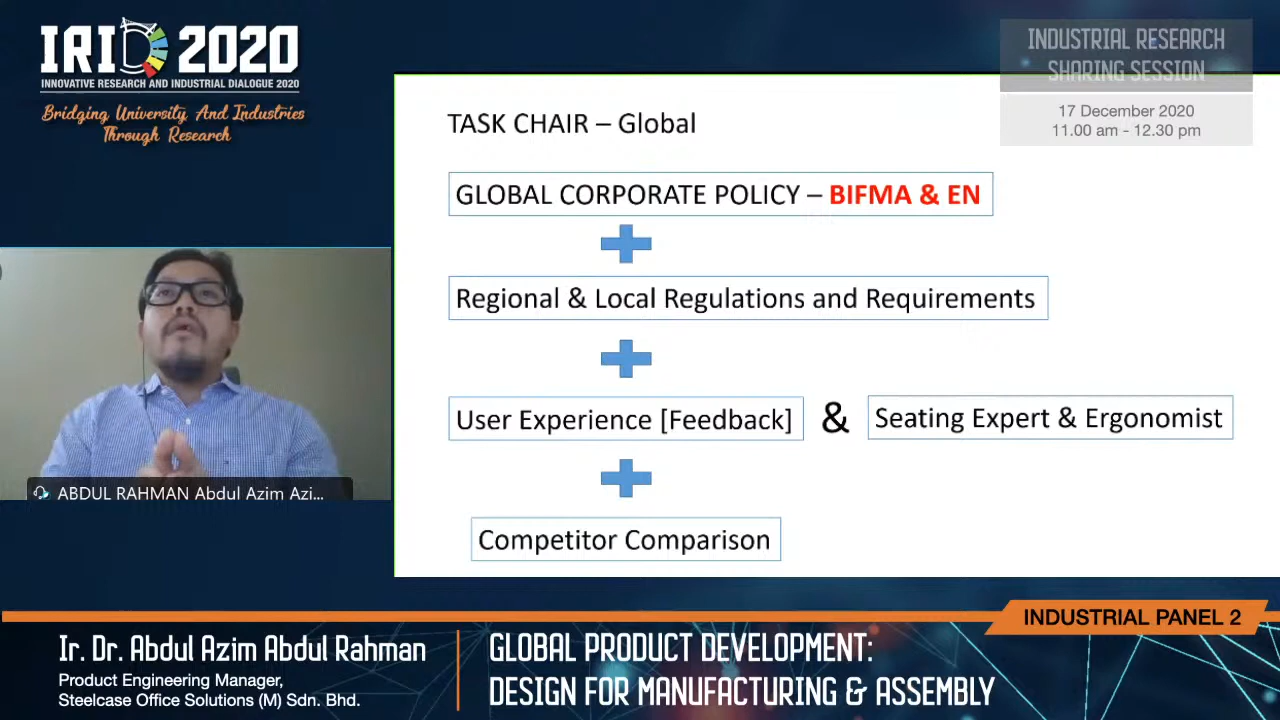 IRID 2020
INNOVATIVE RESEARCH AND INDUSTRIAL DIALOGUE 2020
Bridging University And Industries
Through Research
INDUSTRIAL RESEARCH
SHARING SESSION
17 December 2020
11.00 am - 12.30 pm
TASK CHAIR – Global
GLOBAL CORPORATE POLICY – BIFMA & EN
Regional & Local Regulations and Requirements
User Experience [Feedback] & Seating Expert & Ergonomist
Competitor Comparison
ABDUL RAHMAN Abdul Azim Azi...
INDUSTRIAL PANEL 2
Ir. Dr. Abdul Azim Abdul Rahman
Product Engineering Manager,
Steelcase Office Solutions (M) Sdn. Bhd.
GLOBAL PRODUCT DEVELOPMENT:
DESIGN FOR MANUFACTURING & ASSEMBLY